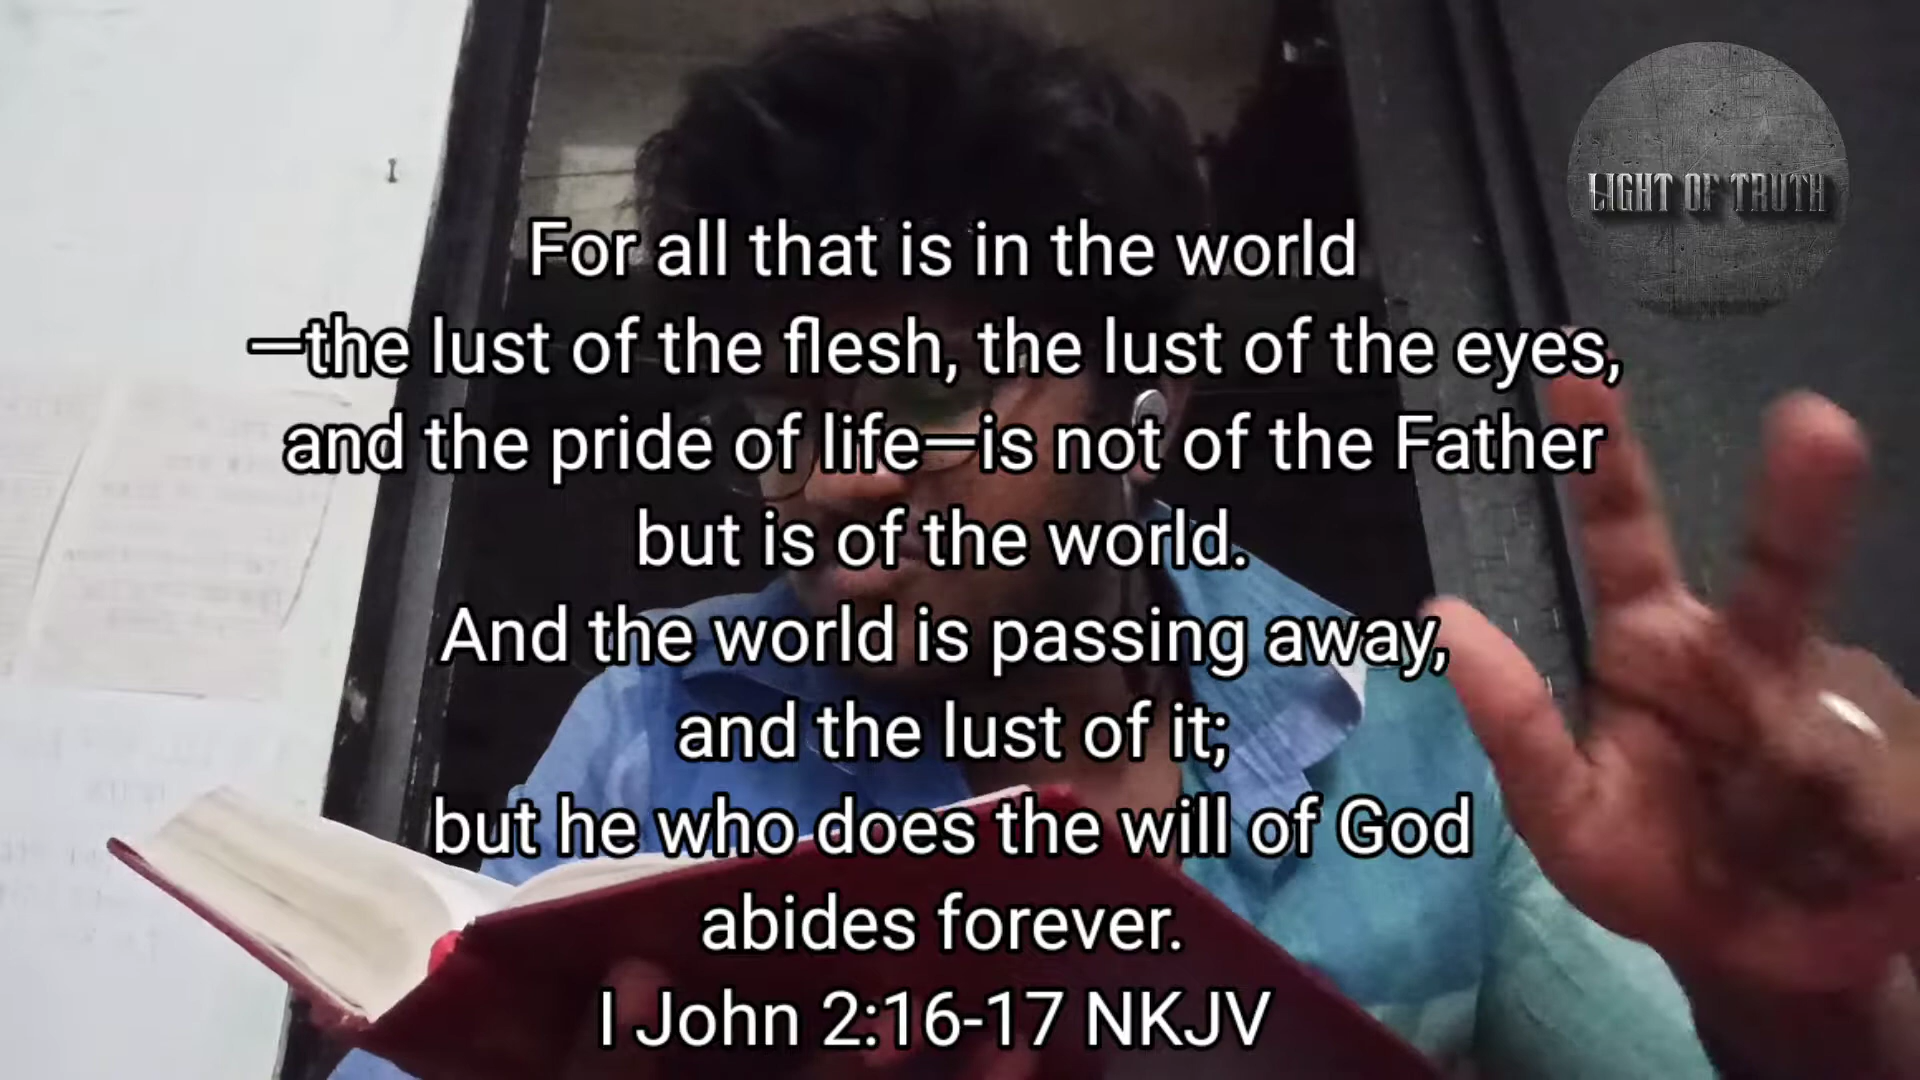 LIGHT OF TRUTH
For all that is in the world
—the lust of the flesh, the lust of the eyes,
and the pride of life—is not of the Father
but is of the world.
And the world is passing away,
and the lust of it;
but he who does the will of God
abides forever.
I John 2:16-17 NKJV